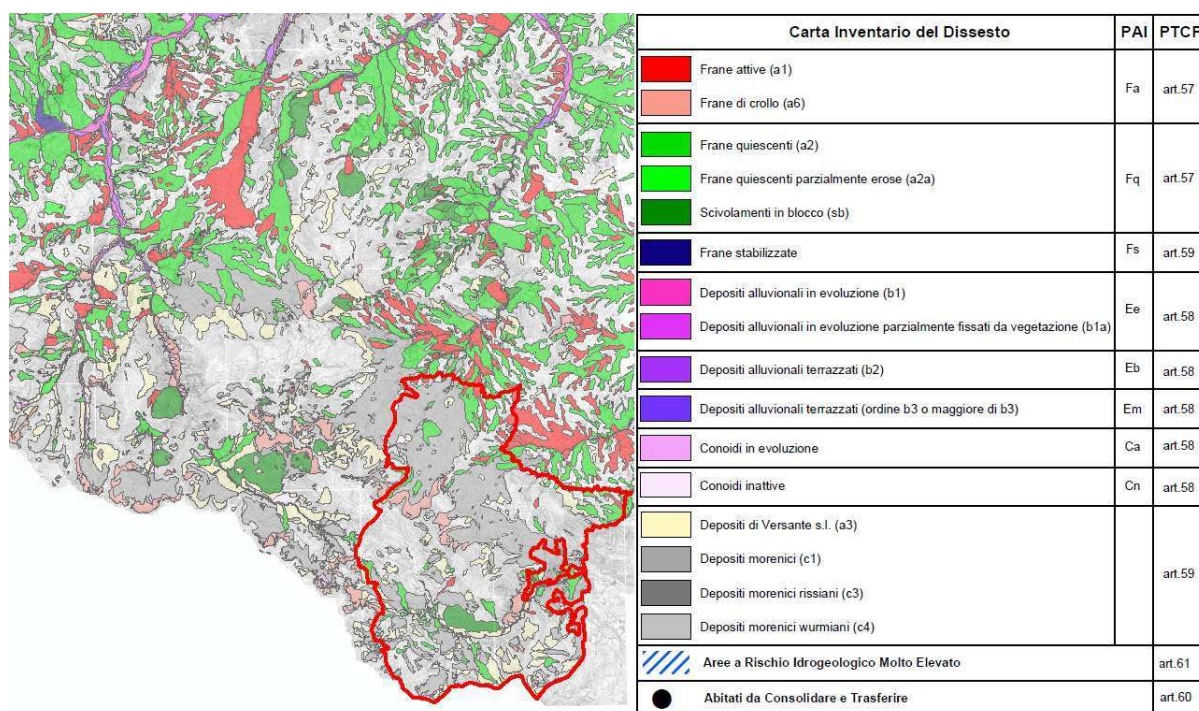 Carta Inventario del Dissesto PAI PTCP
Frane attive (a1)
Frane di crollo (a6)
Fa art.57
Frane quiescenti (a2)
Frane quiescenti parzialmente erose (a2a)
Scivolamenti in blocco (sb)
Fq art.57
Frane stabilizzate Fs art.59
Depositi alluvionali in evoluzione (b1)
Depositi alluvionali in evoluzione parzialmente fissati da vegetazione (b1a)
Ee art.58
Depositi alluvionali terrazzati (b2) Eb art.58
Depositi alluvionali terrazzati (ordine b3 o maggiore di b3) Em art.58
Conoidi in evoluzione Ca art.58
Conoidi inattive Cn art.58
Depositi di Versante s.l. (a3)
Depositi morenici (c1)
Depositi morenici rissiani (c3)
Depositi morenici wurmiani (c4)
art.59
Aree a Rischio Idrogeologico Molto Elevato art.61
Abitati da Consolidare e Trasferire art.60